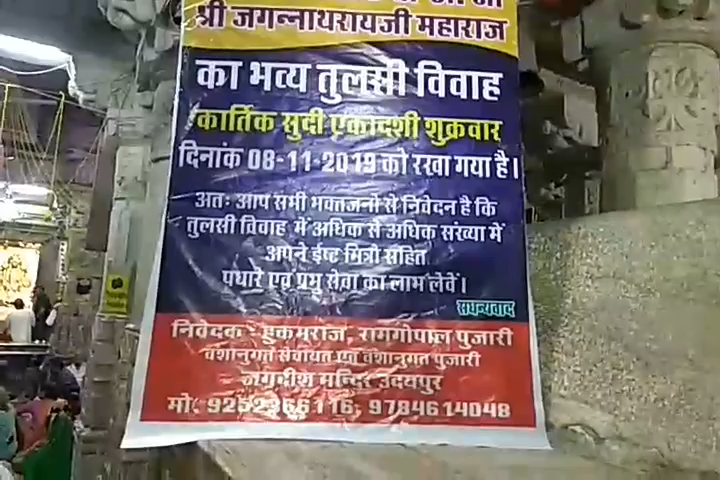 श्री जगन्नाथरायजी महाराज
का भव्य तुलसी विवाह
कार्तिक सुदी एकादशी शुक्रवार
दिनांक 08-11-2019 को रखा गया है।
अतः आप सभी भक्तजनों से निवेदन है कि
तुलसी विवाह में अधिक से अधिक संख्या में
अपने ईष्ट मित्रों सहित
पधारें एवं प्रभु सेवा का लाभ लेवें।
सधन्यवाद
निवेदक : हुकमराज, रामगोपाल पुजारी
वंशानुगत सेवायत एवं वंशानुगत पुजारी
जगदीश मन्दिर उदयपुर
मो. 9252366116, 9784614048